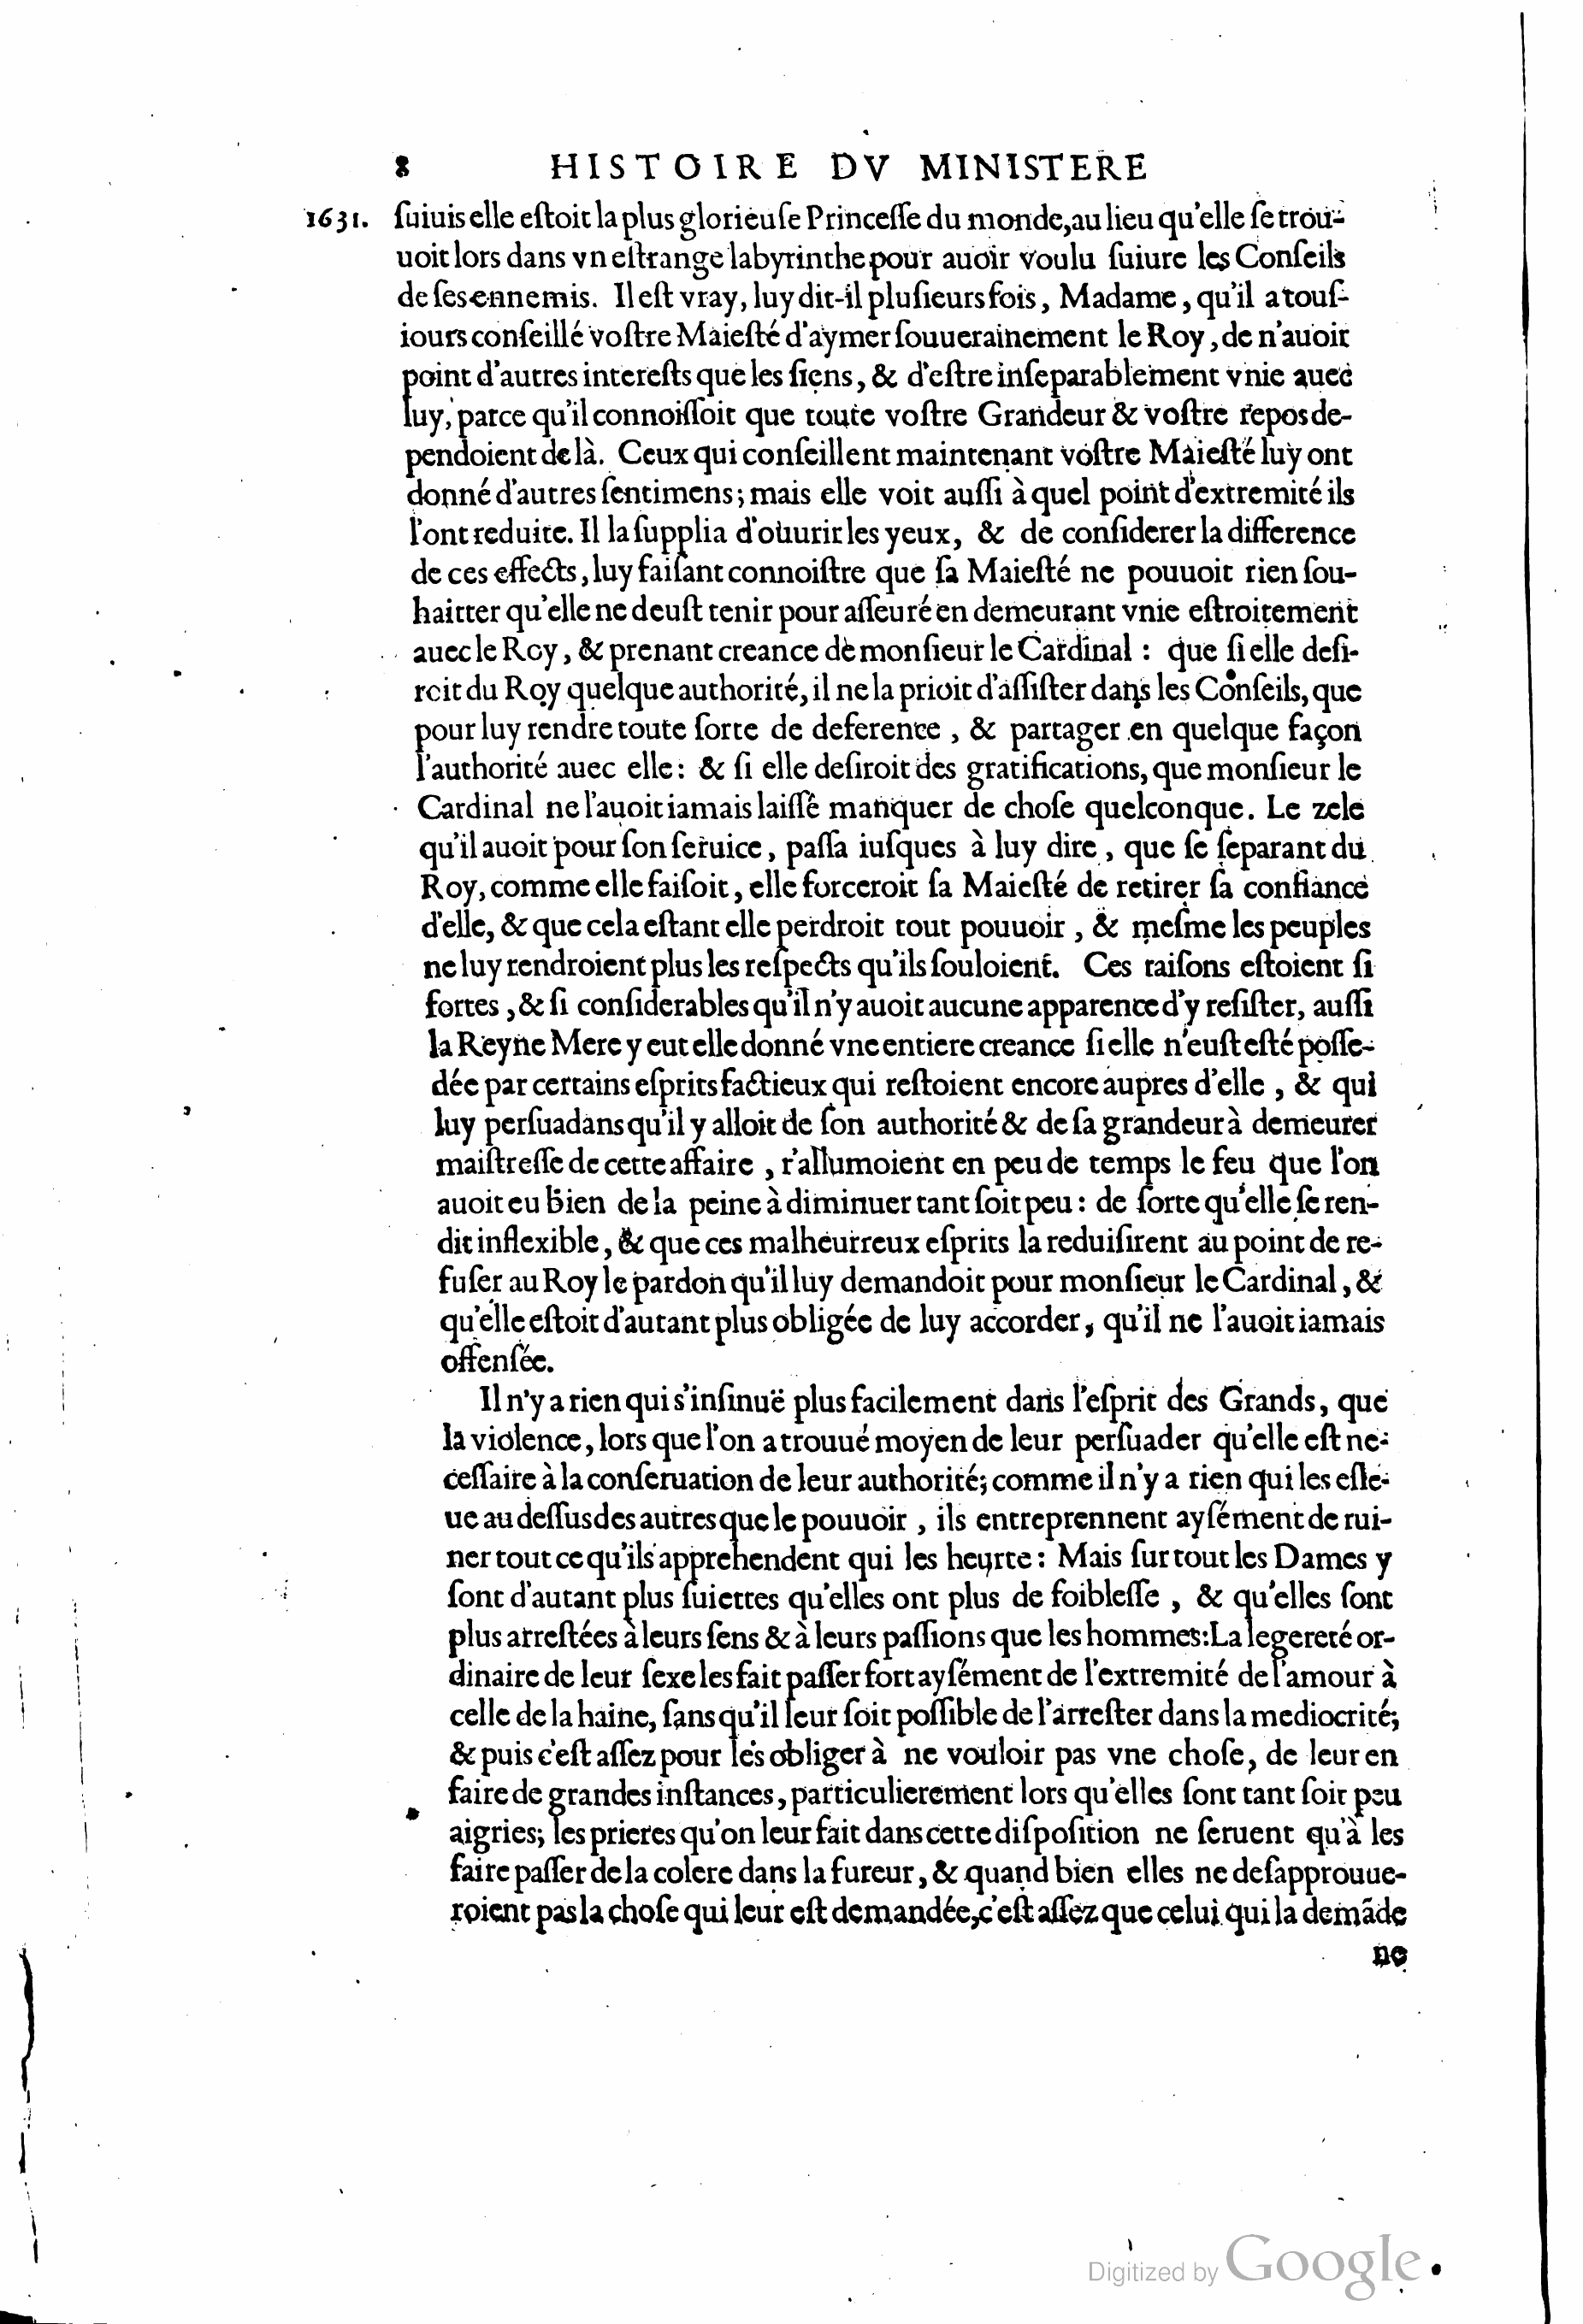 8 HISTOIRE DV MINISTERE
1631. ſuiuis elle eſtoit la plus glorieuſe Princeſſe du monde, au lieu qu'elle ſe trou-
uoit lors dans vn eſtrange labyrinthe pour auoir voulu ſuiure les Conſeils
de ſes ennemis. Il eſt vray, luy dit-il pluſieurs fois, Madame, qu'il a touſ-
iours conſeillé voſtre Maieſté d'aymer ſouuerainement le Roy, de n'auoir
point d'autres intereſts que les ſiens, & d'eſtre inſeparablement vnie auec
luy, parce qu'il connoiſſoit que toute voſtre Grandeur & voſtre repos de-
pendoient de là. Ceux qui conſeillent maintenant voſtre Maieſté luy ont
donné d'autres ſentimens; mais elle voit auſſi à quel point d'extremité ils
l'ont reduite. Il la ſupplia d'ouurir les yeux, & de conſiderer la difference
de ces effects, luy faiſant connoiſtre que ſa Maieſté ne pouuoit rien ſou-
haitter qu'elle ne deuſt tenir pour aſſeuré en demeurant vnie eſtroitement
auec le Roy, & prenant creance de monſieur le Cardinal : que ſi elle deſi-
roit du Roy quelque authorité, il ne la prioit d'aſſiſter dans les Conſeils, que
pour luy rendre toute ſorte de deference, & partager en quelque façon
l'authorité auec elle: & ſi elle deſiroit des gratifications, que monſieur le
Cardinal ne l'auoit iamais laiſſé manquer de choſe quelconque. Le zele
qu'il auoit pour ſon ſeruice, paſſa iuſques à luy dire, que ſe ſeparant du
Roy, comme elle faiſoit, elle forceroit ſa Maieſté de retirer ſa confiance
d'elle, & que cela eſtant elle perdroit tout pouuoir, & meſme les peuples
ne luy rendroient plus les reſpects qu'ils ſouloient. Ces raiſons eſtoient ſi
fortes, & ſi conſiderables qu'il n'y auoit aucune apparence d'y reſiſter, auſſi
la Reyne Mere y eut elle donné vne entiere creance ſi elle n'euſt eſté poſſe-
dée par certains eſprits factieux qui reſtoient encore aupres d'elle, & qui
luy perſuadans qu'il y alloit de ſon authorité & de ſa grandeur à demeurer
maiſtreſſe de cette affaire, r'allumoient en peu de temps le feu que l'on
auoit eu bien de la peine à diminuer tant ſoit peu : de ſorte qu'elle ſe ren-
dit inflexible, & que ces malheurreux eſprits la reduiſirent au point de re-
fuſer au Roy le pardon qu'il luy demandoit pour monſieur le Cardinal, &
qu'elle eſtoit d'autant plus obligée de luy accorder, qu'il ne l'auoit iamais
offenſée.
Il n'y a rien qui s'inſinuë plus facilement dans l'eſprit des Grands, que
la violence, lors que l'on a trouué moyen de leur perſuader qu'elle eſt ne-
ceſſaire à la conſeruation de leur authorité; comme il n'y a rien qui les eſle-
ue au deſſus des autres que le pouuoir, ils entreprennent ayſément de rui-
ner tout ce qu'ils apprehendent qui les heurte : Mais ſur tout les Dames y
ſont d'autant plus ſuiettes qu'elles ont plus de foibleſſe, & qu'elles ſont
plus arreſtées à leurs ſens & à leurs paſſions que les hommes: La legereté or-
dinaire de leur ſexe les fait paſſer fort ayſément de l'extremité de l'amour à
celle de la haine, ſans qu'il leur ſoit poſſible de l'arreſter dans la mediocrité;
& puis c'eſt aſſez pour les obliger à ne vouloir pas vne choſe, de leur en
faire de grandes inſtances, particulierement lors qu'elles ſont tant ſoit peu
aigries; les prieres qu'on leur fait dans cette diſpoſition ne ſeruent qu'à les
faire paſſer de la colere dans la fureur, & quand bien elles ne deſapprouue-
roient pas la choſe qui leur eſt demandée, c'eſt aſſez que celui qui la demãde
ne
Digitized by Google